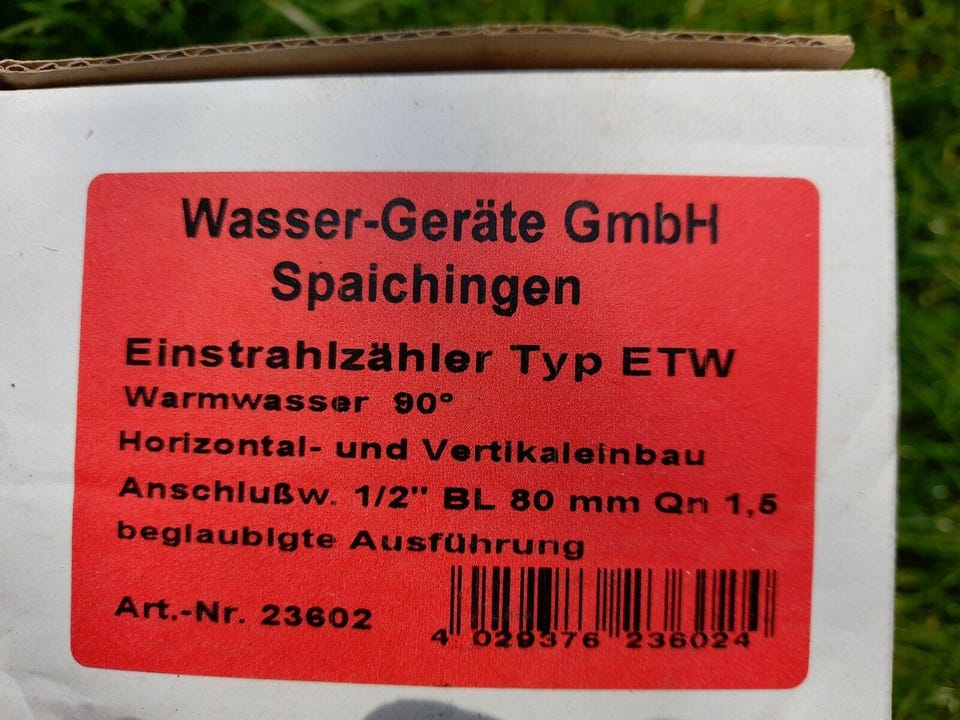 Wasser-Geräte GmbH
Spaichingen
Einstrahlzähler Typ ETW
Warmwasser 90°
Horizontal- und Vertikaleinbau
Anschlußw. 1/2" BL 80 mm Qn 1,5
beglaubigte Ausführung
Art.-Nr. 23602
4 029376 236024